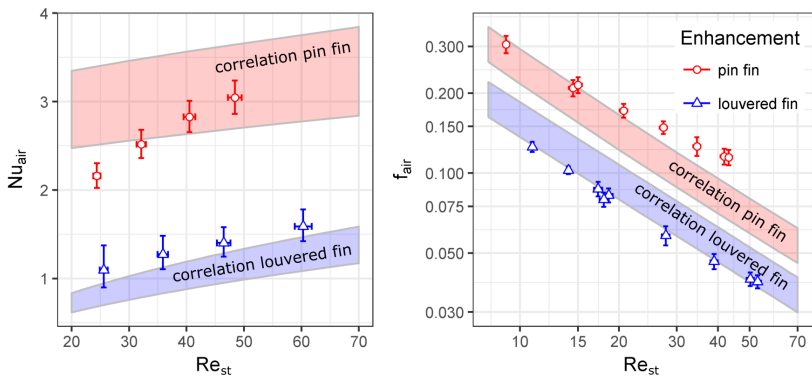 4
3
2
1
Nu_air
correlation pin fin
correlation louvered fin
20 30 40 50 60 70
Re_st
0.300
0.200
0.150
0.100
0.075
0.050
0.030
f_air
Enhancement
pin fin
louvered fin
correlation pin fin
correlation louvered fin
10 15 20 30 40 50 70
Re_st